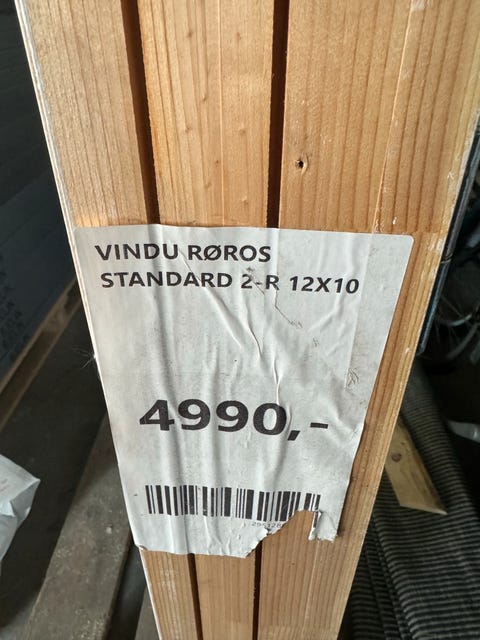 VINDU RØROS
STANDARD 2-R 12X10
4990,-